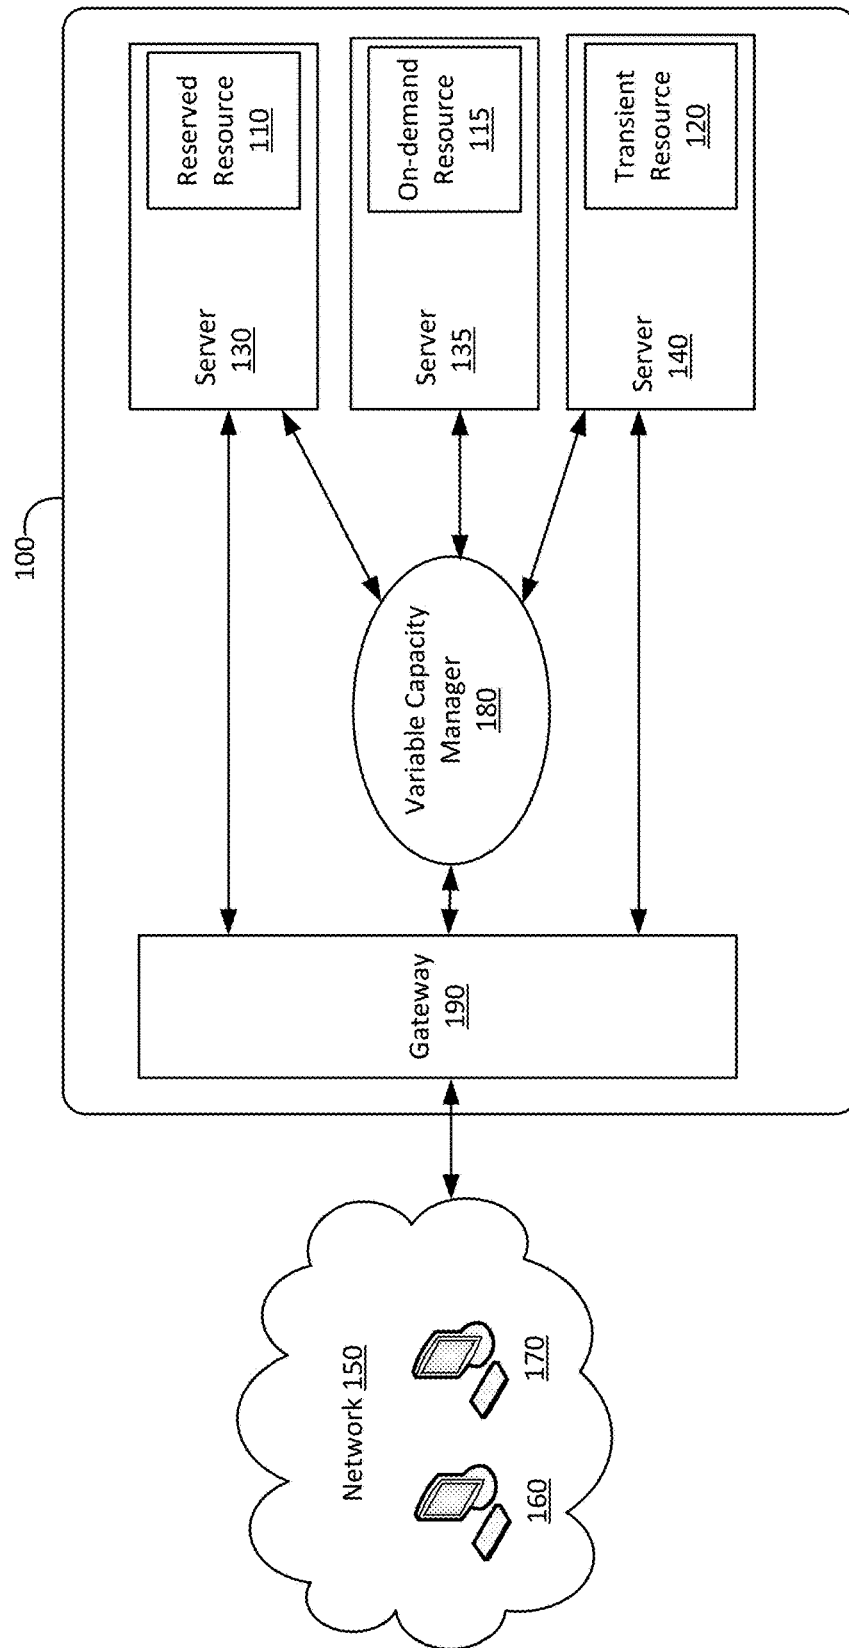 100
Network 150
160
170
Gateway
190
Variable Capacity
Manager
180
Server
130
Reserved
Resource
110
Server
135
On-demand
Resource
115
Server
140
Transient
Resource
120